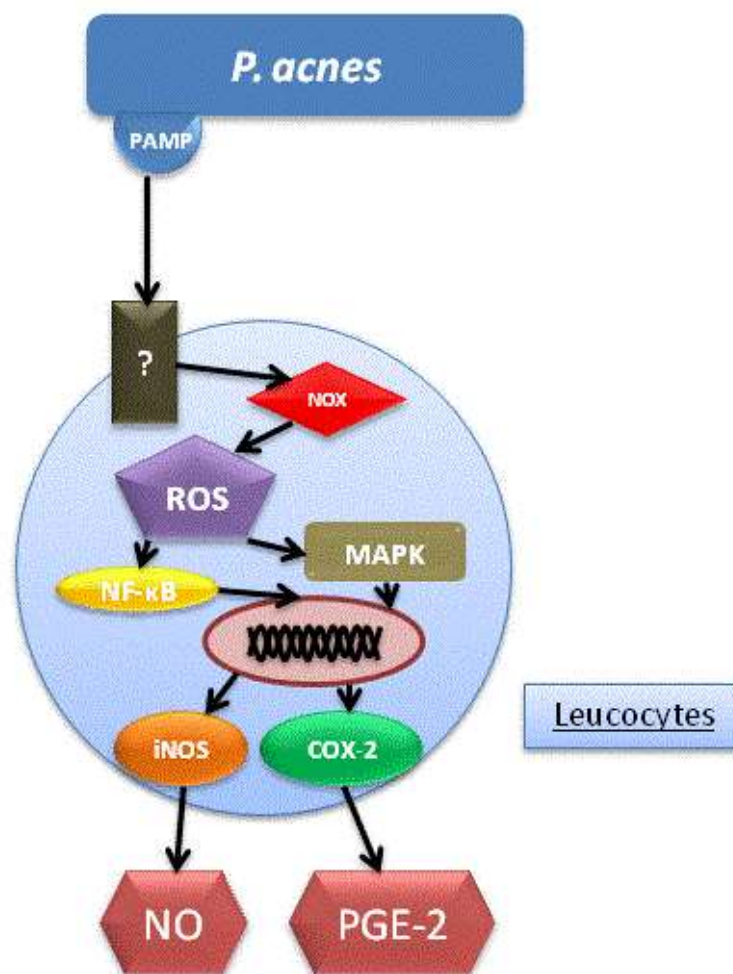 P. acnes
PAMP
?
NOX
ROS
MAPK
NF-κB
Leucocytes
iNOS
COX-2
NO
PGE-2